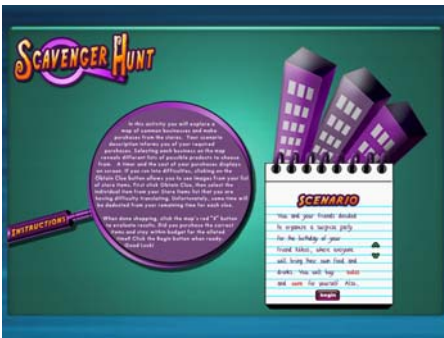 SCAVENGER HUNT
In this activity you will explore a
map of common businesses and make
purchases from the stores. Your scenario
description informs you of your required
purchases. Selecting each business on the map
reveals different lists of possible products to choose
from. A timer and the cost of your purchases displays
on screen. If you run into difficulties, clicking on the
Obtain Clue button allows you to use images from your list
of store items. First click Obtain Clue, then select the
individual item from your Store Items list that you are
having difficulty translating. Unfortunately, some time will
be deducted from your remaining time for each clue.
When done shopping, click the map's red "X" button
to evaluate results. Did you purchase the correct
items and stay within budget for the allotted
time? Click the Begin button when ready.
Good Luck!
INSTRUCTIONS
SCENARIO
You and your friends decided
to organize a surprise party
for the birthday of your
friend where everyone
will bring their own food and
drinks. You will buy
and for yourself. Also,
Begin